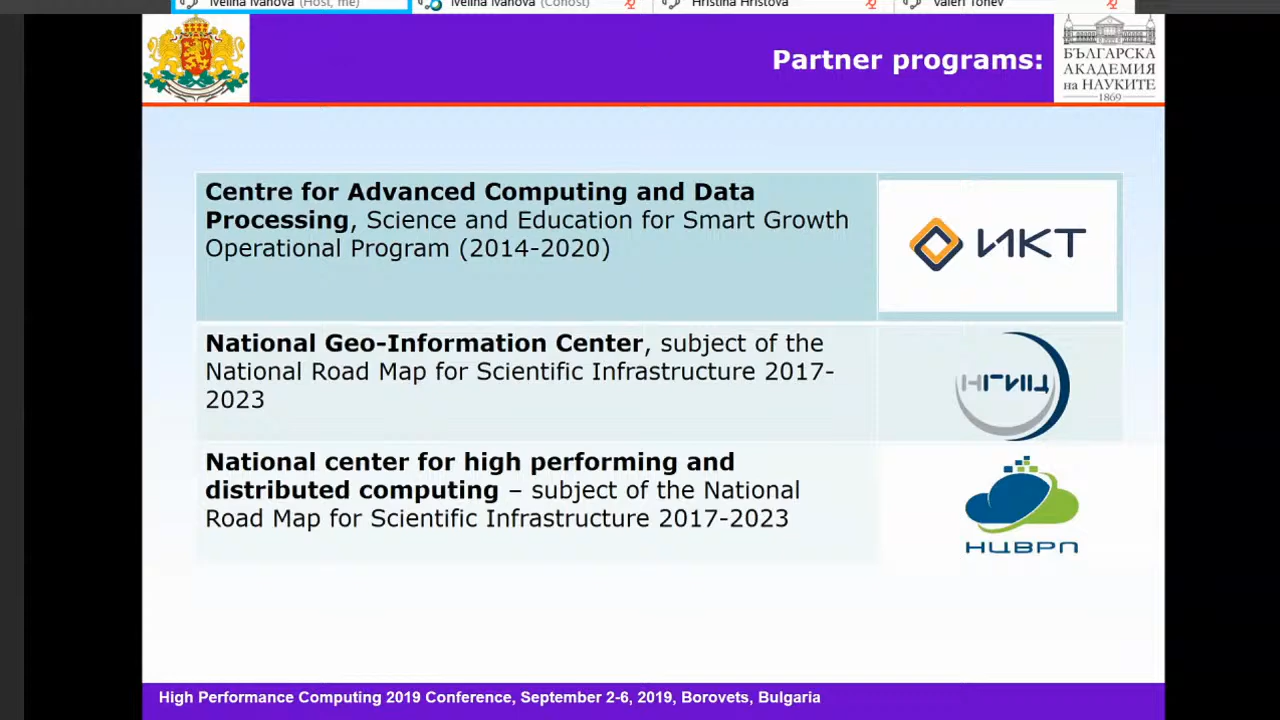 Ivelina Ivanova (Host, me)
Ivelina Ivanova (Cohost)
Hristina Hristova
Valeri Tonev
Partner programs:
БЪЛГАРСКА
АКАДЕМИЯ
на НАУКИТЕ
1869
Centre for Advanced Computing and Data
Processing, Science and Education for Smart Growth
Operational Program (2014-2020)
ИКТ
National Geo-Information Center, subject of the
National Road Map for Scientific Infrastructure 2017-
2023
НГИЦ
National center for high performing and
distributed computing – subject of the National
Road Map for Scientific Infrastructure 2017-2023
НЦВРП
High Performance Computing 2019 Conference, September 2-6, 2019, Borovets, Bulgaria